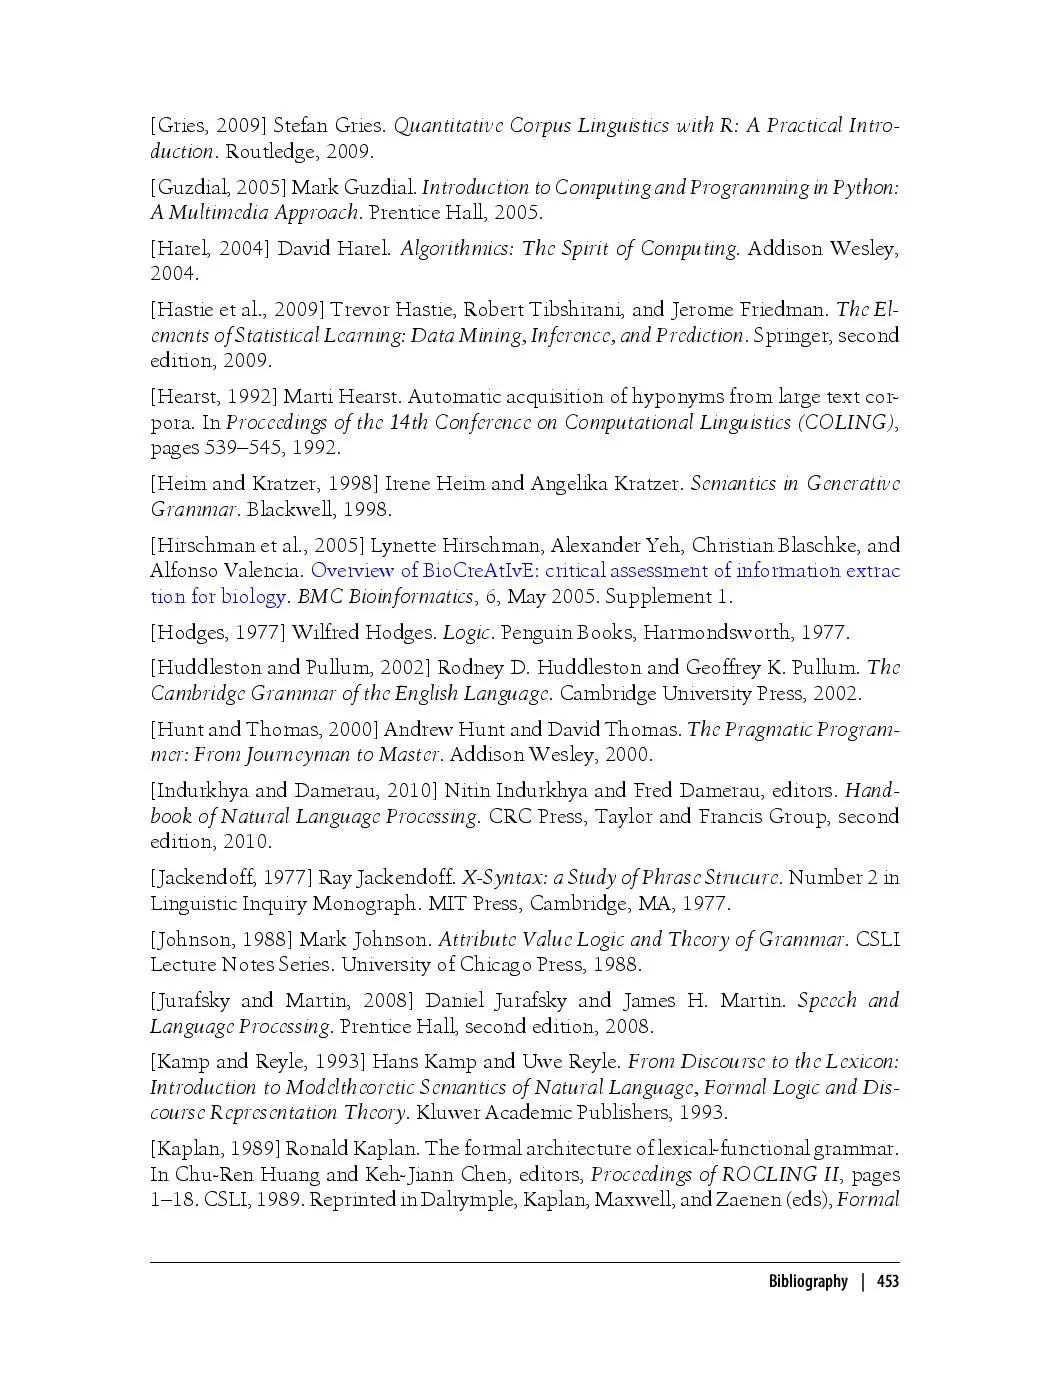 [Gries, 2009] Stefan Gries. Quantitative Corpus Linguistics with R: A Practical Intro-
duction. Routledge, 2009.
[Guzdial, 2005] Mark Guzdial. Introduction to Computing and Programming in Python:
A Multimedia Approach. Prentice Hall, 2005.
[Harel, 2004] David Harel. Algorithmics: The Spirit of Computing. Addison Wesley,
2004.
[Hastie et al., 2009] Trevor Hastie, Robert Tibshirani, and Jerome Friedman. The El-
ements of Statistical Learning: Data Mining, Inference, and Prediction. Springer, second
edition, 2009.
[Hearst, 1992] Marti Hearst. Automatic acquisition of hyponyms from large text cor-
pora. In Proceedings of the 14th Conference on Computational Linguistics (COLING),
pages 539–545, 1992.
[Heim and Kratzer, 1998] Irene Heim and Angelika Kratzer. Semantics in Generative
Grammar. Blackwell, 1998.
[Hirschman et al., 2005] Lynette Hirschman, Alexander Yeh, Christian Blaschke, and
Alfonso Valencia. Overview of BioCreAtIvE: critical assessment of information extrac
tion for biology. BMC Bioinformatics, 6, May 2005. Supplement 1.
[Hodges, 1977] Wilfred Hodges. Logic. Penguin Books, Harmondsworth, 1977.
[Huddleston and Pullum, 2002] Rodney D. Huddleston and Geoffrey K. Pullum. The
Cambridge Grammar of the English Language. Cambridge University Press, 2002.
[Hunt and Thomas, 2000] Andrew Hunt and David Thomas. The Pragmatic Program-
mer: From Journeyman to Master. Addison Wesley, 2000.
[Indurkhya and Damerau, 2010] Nitin Indurkhya and Fred Damerau, editors. Hand-
book of Natural Language Processing. CRC Press, Taylor and Francis Group, second
edition, 2010.
[Jackendoff, 1977] Ray Jackendoff. X-Syntax: a Study of Phrase Strucure. Number 2 in
Linguistic Inquiry Monograph. MIT Press, Cambridge, MA, 1977.
[Johnson, 1988] Mark Johnson. Attribute Value Logic and Theory of Grammar. CSLI
Lecture Notes Series. University of Chicago Press, 1988.
[Jurafsky and Martin, 2008] Daniel Jurafsky and James H. Martin. Speech and
Language Processing. Prentice Hall, second edition, 2008.
[Kamp and Reyle, 1993] Hans Kamp and Uwe Reyle. From Discourse to the Lexicon:
Introduction to Modeltheoretic Semantics of Natural Language, Formal Logic and Dis-
course Representation Theory. Kluwer Academic Publishers, 1993.
[Kaplan, 1989] Ronald Kaplan. The formal architecture of lexical-functional grammar.
In Chu-Ren Huang and Keh-Jiann Chen, editors, Proceedings of ROCLING II, pages
1–18. CSLI, 1989. Reprinted in Dalrymple, Kaplan, Maxwell, and Zaenen (eds), Formal
Bibliography | 453